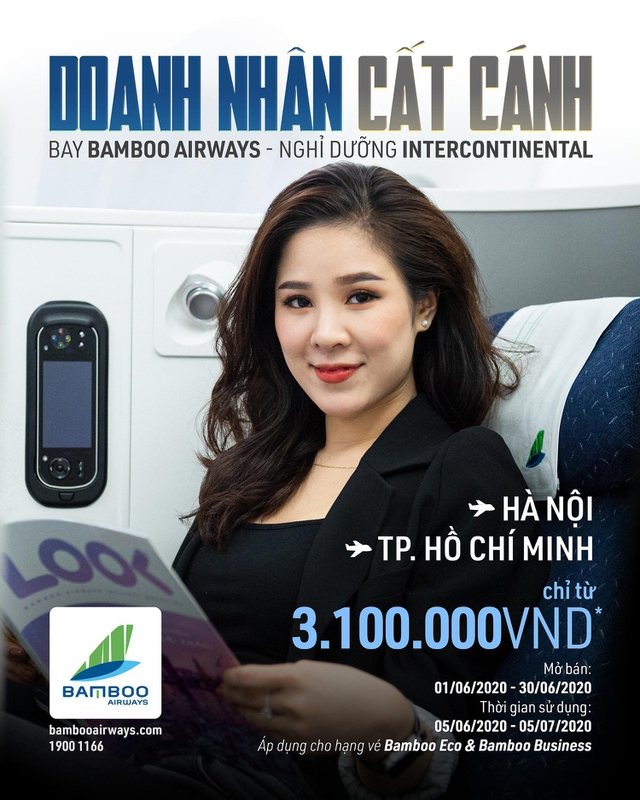 DOANH NHÂN CẤT CÁNH
BAY BAMBOO AIRWAYS - NGHỈ DƯỠNG INTERCONTINENTAL
HÀ NỘI
TP. HỒ CHÍ MINH
chỉ từ
3.100.000VND*
Mở bán:
01/06/2020 - 30/06/2020
Thời gian sử dụng:
05/06/2020 - 05/07/2020
Áp dụng cho hạng vé Bamboo Eco & Bamboo Business
LOOK
BAMBOO
AIRWAYS
bambooairways.com
1900 1166